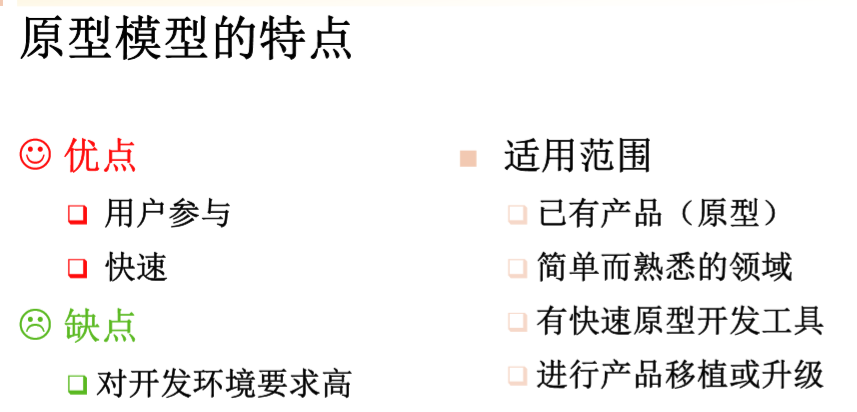 原型模型的特点
优点
用户参与
快速
缺点
对开发环境要求高
适用范围
已有产品（原型）
简单而熟悉的领域
有快速原型开发工具
进行产品移植或升级